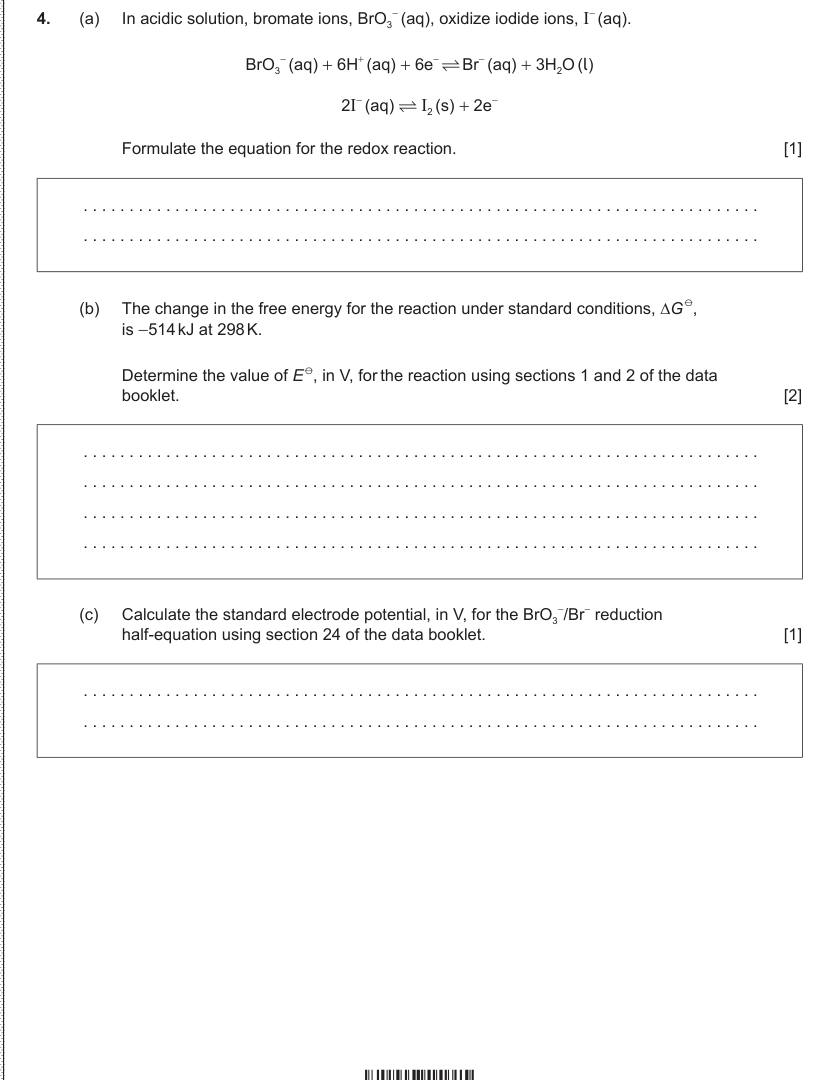 4. (a) In acidic solution, bromate ions, BrO₃⁻ (aq), oxidize iodide ions, I⁻ (aq).
BrO₃⁻ (aq) + 6H⁺ (aq) + 6e⁻ ⇌ Br⁻ (aq) + 3H₂O (l)
2I⁻ (aq) ⇌ I₂ (s) + 2e⁻
Formulate the equation for the redox reaction. [1]
(b) The change in the free energy for the reaction under standard conditions, ΔG⦵,
is −514 kJ at 298 K.
Determine the value of E⦵, in V, for the reaction using sections 1 and 2 of the data
booklet. [2]
(c) Calculate the standard electrode potential, in V, for the BrO₃⁻/Br⁻ reduction
half-equation using section 24 of the data booklet. [1]